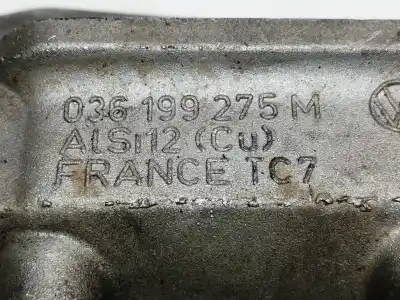 036 199 275 M
AlSi12 (Cu)
FRANCE TC7